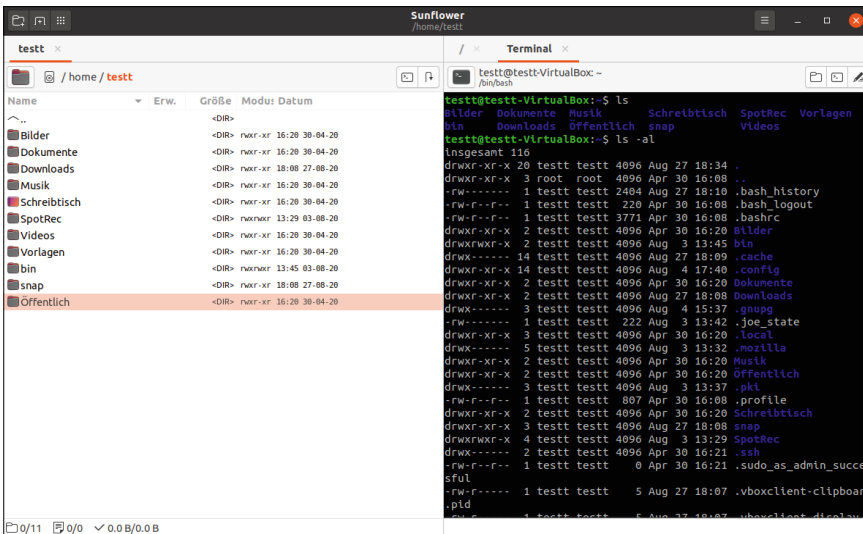 Sunflower
/home/testt
testt ×
/ / home / testt
Name Erw. Größe Modus Datum
.. <DIR>
Bilder <DIR> rwxr-xr 16:20 30-04-20
Dokumente <DIR> rwxr-xr 16:20 30-04-20
Downloads <DIR> rwxr-xr 18:08 27-08-20
Musik <DIR> rwxr-xr 16:20 30-04-20
Schreibtisch <DIR> rwxr-xr 16:20 30-04-20
SpotRec <DIR> rwxrwxr 13:29 03-08-20
Videos <DIR> rwxr-xr 16:20 30-04-20
Vorlagen <DIR> rwxr-xr 16:20 30-04-20
bin <DIR> rwxrwxr 13:45 03-08-20
snap <DIR> rwxr-xr 18:08 27-08-20
Öffentlich <DIR> rwxr-xr 16:20 30-04-20
0/11 0/0 0.0 B/0.0 B
/ × Terminal ×
testt@testt-VirtualBox: ~
/bin/bash
testt@testt-VirtualBox:~$ ls
Bilder Dokumente Musik Schreibtisch SpotRec Vorlagen
bin Downloads Öffentlich snap Videos
testt@testt-VirtualBox:~$ ls -al
insgesamt 116
drwxr-xr-x 20 testt testt 4096 Aug 27 18:34 .
drwxr-xr-x 3 root root 4096 Apr 30 16:08 ..
-rw------- 1 testt testt 2404 Aug 27 18:10 .bash_history
-rw-r--r-- 1 testt testt 220 Apr 30 16:08 .bash_logout
-rw-r--r-- 1 testt testt 3771 Apr 30 16:08 .bashrc
drwxr-xr-x 2 testt testt 4096 Apr 30 16:20 Bilder
drwxrwxr-x 2 testt testt 4096 Aug 3 13:45 bin
drwx------ 14 testt testt 4096 Aug 27 18:09 .cache
drwxr-xr-x 14 testt testt 4096 Aug 4 17:40 .config
drwxr-xr-x 2 testt testt 4096 Apr 30 16:20 Dokumente
drwxr-xr-x 2 testt testt 4096 Aug 27 18:08 Downloads
drwx------ 3 testt testt 4096 Aug 4 15:37 .gnupg
-rw------- 1 testt testt 222 Aug 3 13:42 .joe_state
drwxr-xr-x 3 testt testt 4096 Apr 30 16:20 .local
drwx------ 5 testt testt 4096 Aug 3 13:32 .mozilla
drwxr-xr-x 2 testt testt 4096 Apr 30 16:20 Musik
drwxr-xr-x 2 testt testt 4096 Apr 30 16:20 Öffentlich
drwx------ 3 testt testt 4096 Aug 3 13:37 .pki
-rw-r--r-- 1 testt testt 807 Apr 30 16:08 .profile
drwxr-xr-x 2 testt testt 4096 Apr 30 16:20 Schreibtisch
drwxr-xr-x 3 testt testt 4096 Aug 27 18:08 snap
drwxrwxr-x 4 testt testt 4096 Aug 3 13:29 SpotRec
drwx------ 2 testt testt 4096 Apr 30 16:21 .ssh
-rw-r--r-- 1 testt testt 0 Apr 30 16:21 .sudo_as_admin_succe
sful
-rw-r----- 1 testt testt 5 Aug 27 18:07 .vboxclient-clipboar
.pid
-rw-r----- 1 testt testt 5 Aug 27 18:07 .vboxclient-display